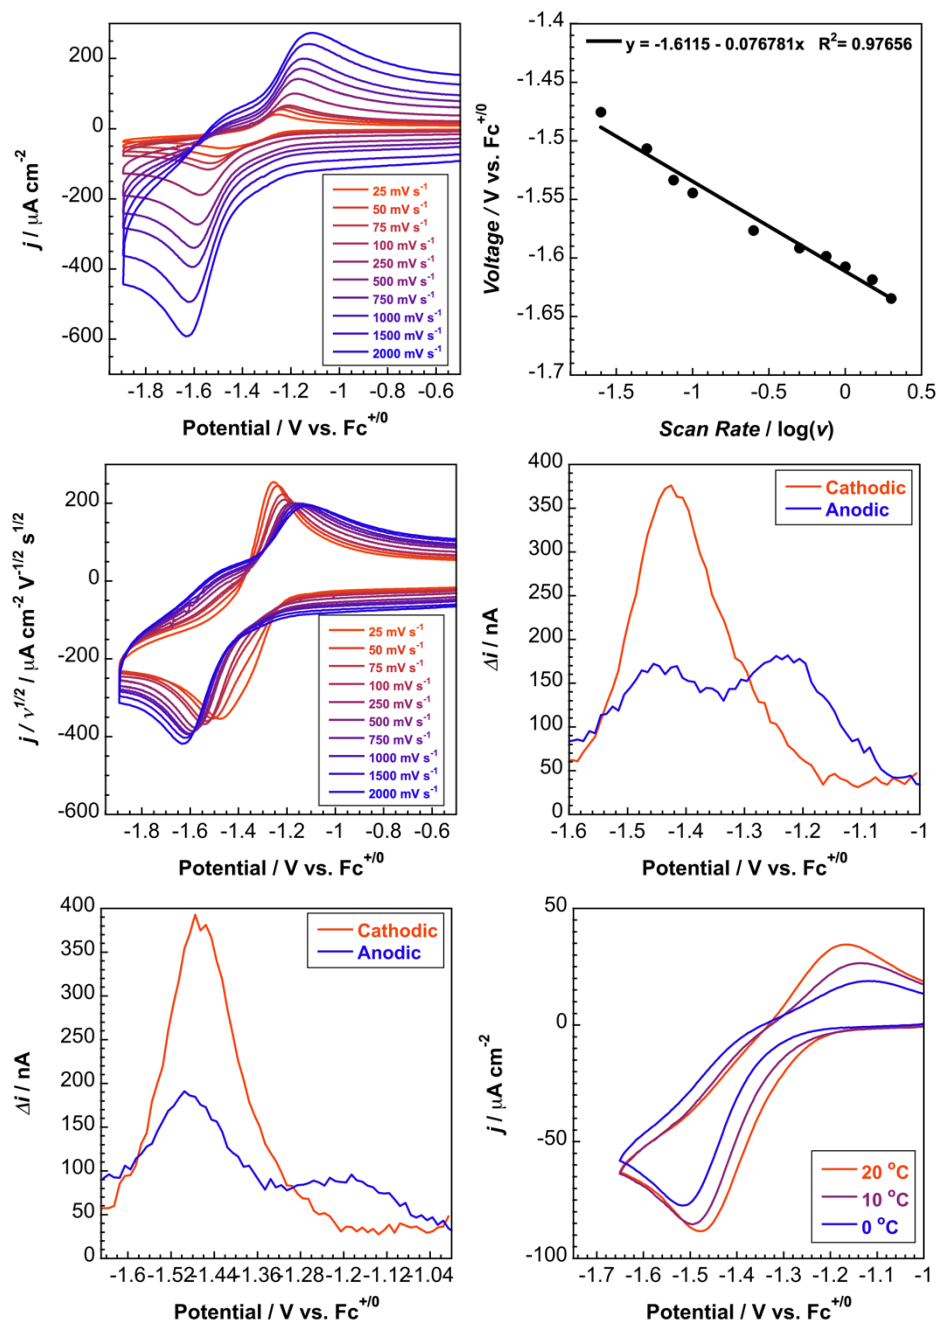 200
0
-200
-400
-600
j / μA cm-2
25 mV s-1
50 mV s-1
75 mV s-1
100 mV s-1
250 mV s-1
500 mV s-1
750 mV s-1
1000 mV s-1
1500 mV s-1
2000 mV s-1
-1.8 -1.6 -1.4 -1.2 -1 -0.8 -0.6
Potential / V vs. Fc+/0
-1.4
-1.45
-1.5
-1.55
-1.6
-1.65
-1.7
Voltage / V vs. Fc+/0
y = -1.6115 - 0.076781x R2= 0.97656
-1.5 -1 -0.5 0 0.5
Scan Rate / log(v)
200
0
-200
-400
-600
j / v1/2 / μA cm-2 V-1/2 s1/2
25 mV s-1
50 mV s-1
75 mV s-1
100 mV s-1
250 mV s-1
500 mV s-1
750 mV s-1
1000 mV s-1
1500 mV s-1
2000 mV s-1
-1.8 -1.6 -1.4 -1.2 -1 -0.8 -0.6
Potential / V vs. Fc+/0
400
350
300
250
200
150
100
50
0
Δi / nA
Cathodic
Anodic
-1.6 -1.5 -1.4 -1.3 -1.2 -1.1 -1
Potential / V vs. Fc+/0
400
350
300
250
200
150
100
50
0
Δi / nA
Cathodic
Anodic
-1.6 -1.52 -1.44 -1.36 -1.28 -1.2 -1.12 -1.04
Potential / V vs. Fc+/0
50
0
-50
-100
j / μA cm-2
20 oC
10 oC
0 oC
-1.7 -1.6 -1.5 -1.4 -1.3 -1.2 -1.1 -1
Potential / V vs. Fc+/0